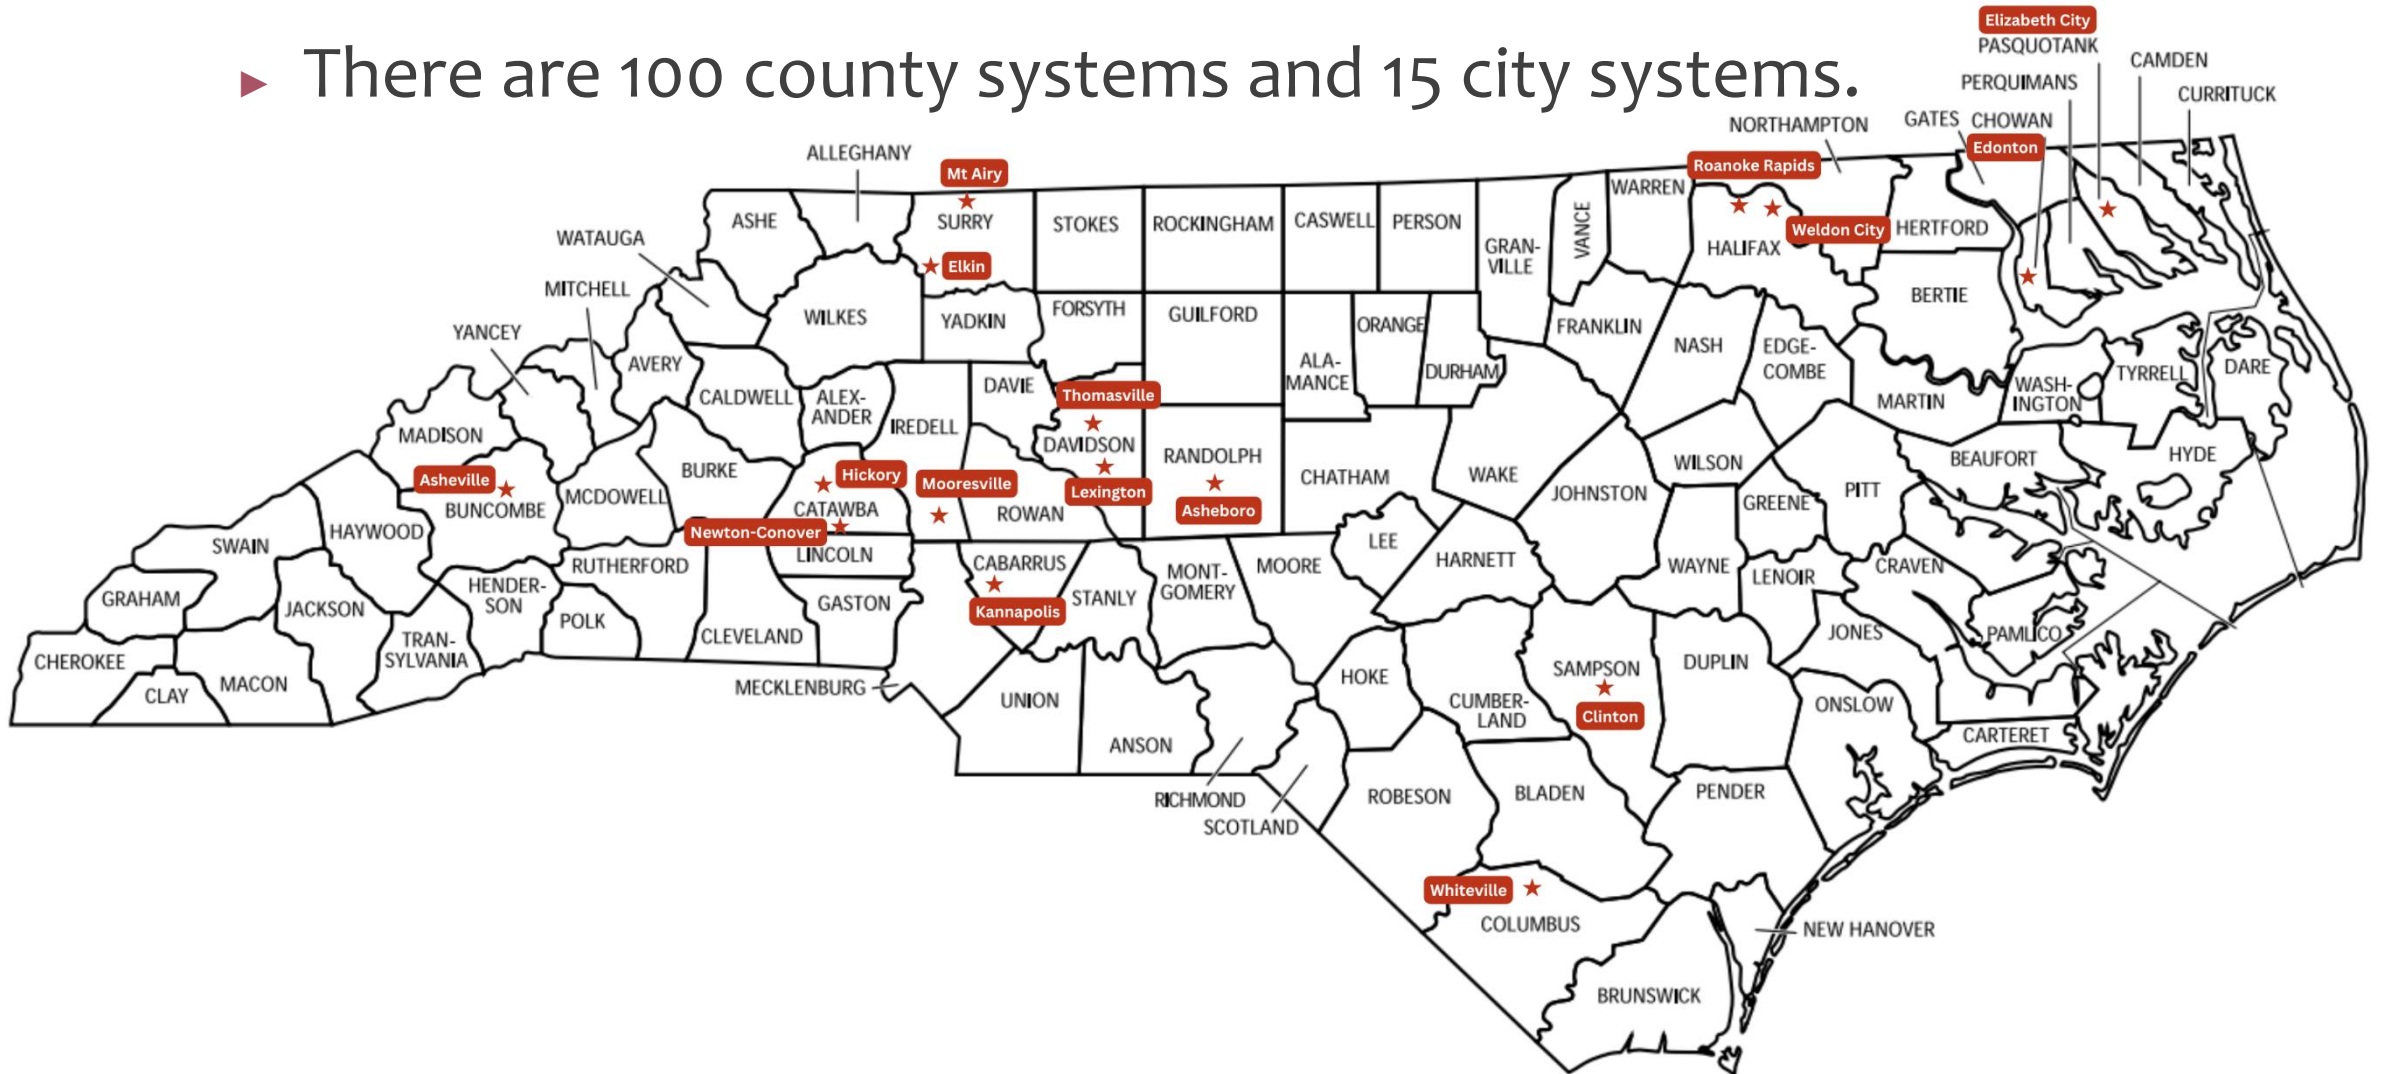 Elizabeth City
► There are 100 county systems and 15 city systems.
PASQUOTANK
CAMDEN
PERQUIMANS
CURRITUCK
NORTHAMPTON
GATES
CHOWAN
Edonton
ALLEGHANY
Mt Airy
Roanoke Rapids
ASHE
SURRY
STOKES
ROCKINGHAM
CASWELL
PERSON
GRAN-
VILLE
VANCE
WARREN
HALIFAX
Weldon City
HERTFORD
WATAUGA
Elkin
MITCHELL
WILKES
YADKIN
FORSYTH
GUILFORD
ORANGE
FRANKLIN
BERTIE
YANCEY
AVERY
CALDWELL
ALEX-
ANDER
IREDELL
DAVIE
Thomasville
ALA-
MANCE
DURHAM
NASH
EDGE-
COMBE
MARTIN
WASH-
INGTON
TYRRELL
DARE
MADISON
DAVIDSON
RANDOLPH
CHATHAM
WAKE
WILSON
BEAUFORT
HYDE
Asheville
BUNCOMBE
MCDOWELL
BURKE
Hickory
CATAWBA
Mooresville
ROWAN
Lexington
Asheboro
JOHNSTON
GREENE
PITT
Newton-Conover
SWAIN
HAYWOOD
RUTHERFORD
LINCOLN
CABARRUS
LEE
HARNETT
WAYNE
LENOIR
CRAVEN
GRAHAM
JACKSON
HENDER-
SON
POLK
CLEVELAND
GASTON
Kannapolis
STANLY
MONT-
GOMERY
MOORE
JONES
PAMLICO
CHEROKEE
CLAY
MACON
TRAN-
SYLVANIA
MECKLENBURG
UNION
ANSON
HOKE
CUMBER-
LAND
SAMPSON
Clinton
DUPLIN
ONSLOW
CARTERET
RICHMOND
SCOTLAND
ROBESON
BLADEN
PENDER
Whiteville
COLUMBUS
NEW HANOVER
BRUNSWICK